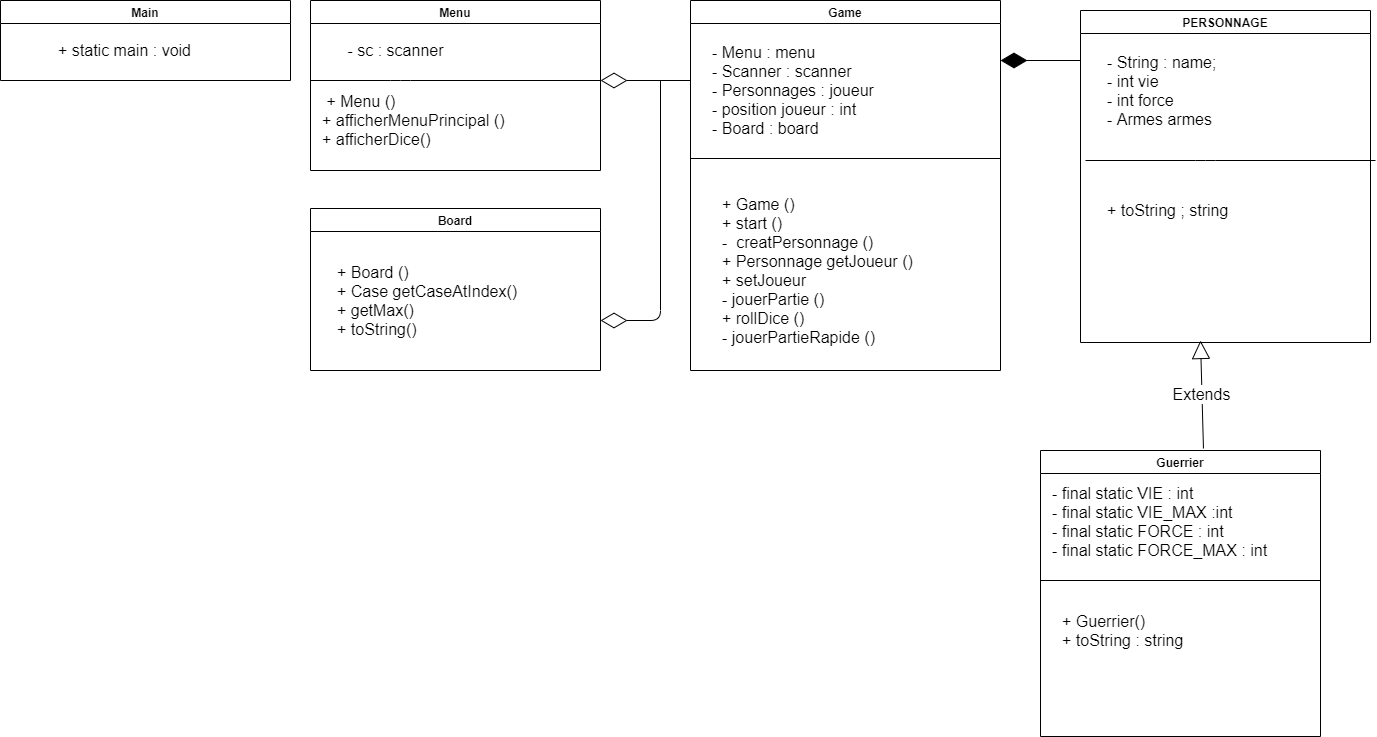 Main
+ static main : void
Menu
- sc : scanner
+ Menu ()
+ afficherMenuPrincipal ()
+ afficherDice()
Board
+ Board ()
+ Case getCaseAtIndex()
+ getMax()
+ toString()
Game
- Menu : menu
- Scanner : scanner
- Personnages : joueur
- position joueur : int
- Board : board
+ Game ()
+ start ()
- creatPersonnage ()
+ Personnage getJoueur ()
+ setJoueur
- jouerPartie ()
+ rollDice ()
- jouerPartieRapide ()
PERSONNAGE
- String : name;
- int vie
- int force
- Armes armes
+ toString ; string
Extends
Guerrier
- final static VIE : int
- final static VIE_MAX :int
- final static FORCE : int
- final static FORCE_MAX : int
+ Guerrier()
+ toString : string